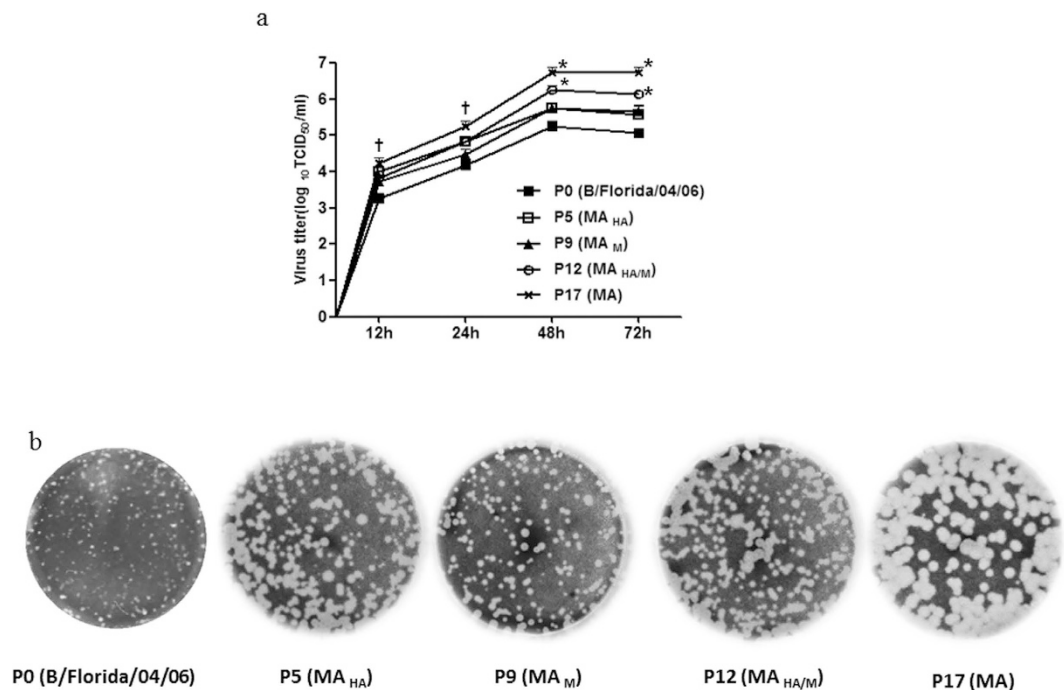 a
Virus titer(log 10 TCID50/ml)
7
6
5
4
3
2
1
0
† † * * * *
12h 24h 48h 72h
P0 (B/Florida/04/06)
P5 (MA HA)
P9 (MA M)
P12 (MA HA/M)
P17 (MA)
b
P0 (B/Florida/04/06) P5 (MA HA) P9 (MA M) P12 (MA HA/M) P17 (MA)